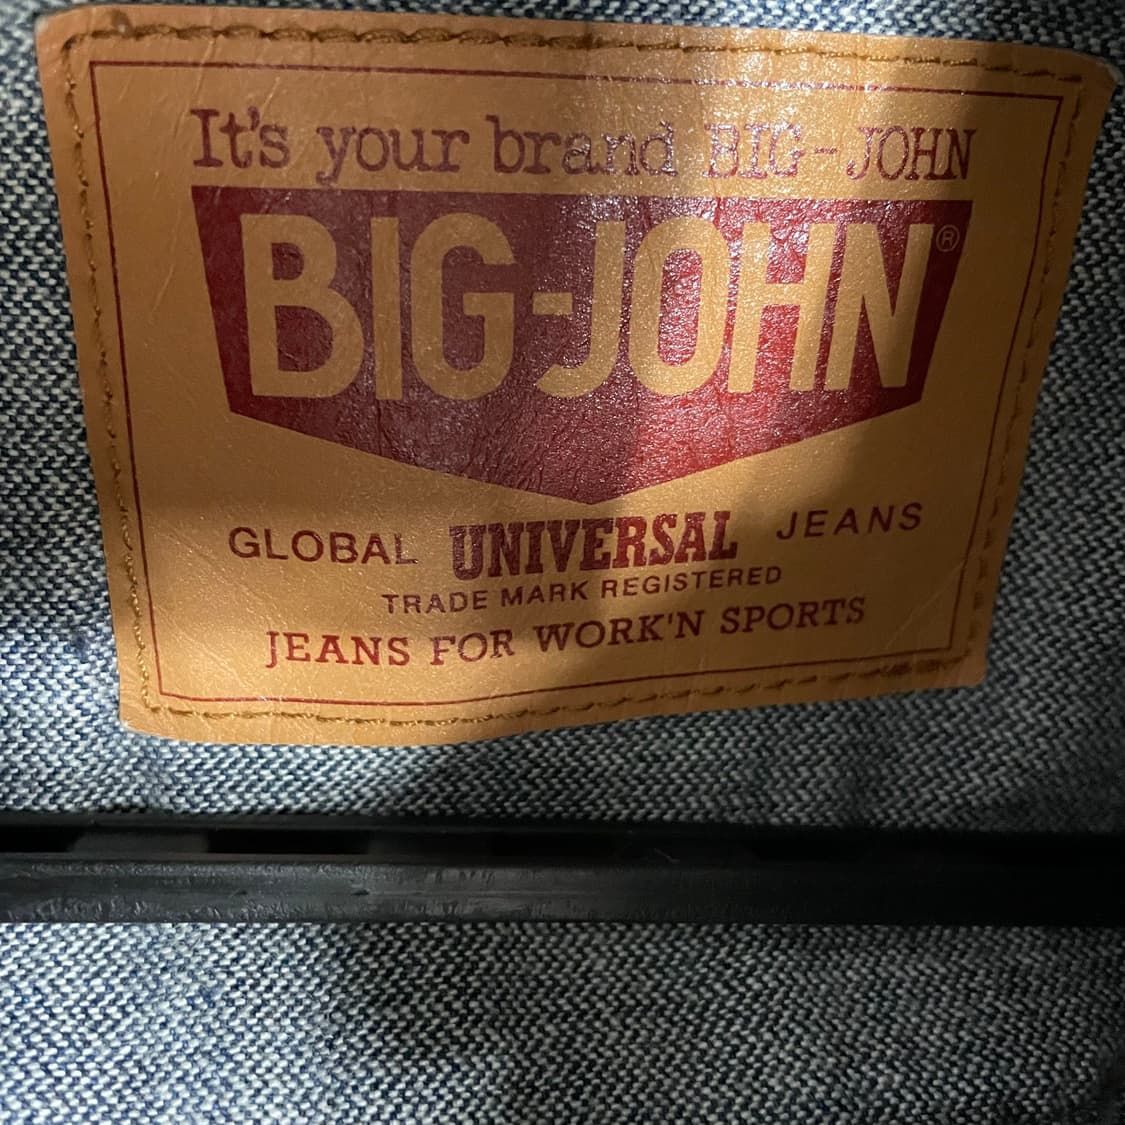 It's your brand BIG-JOHN
BIG-JOHN®
GLOBAL UNIVERSAL JEANS
TRADE MARK REGISTERED
JEANS FOR WORK'N SPORTS